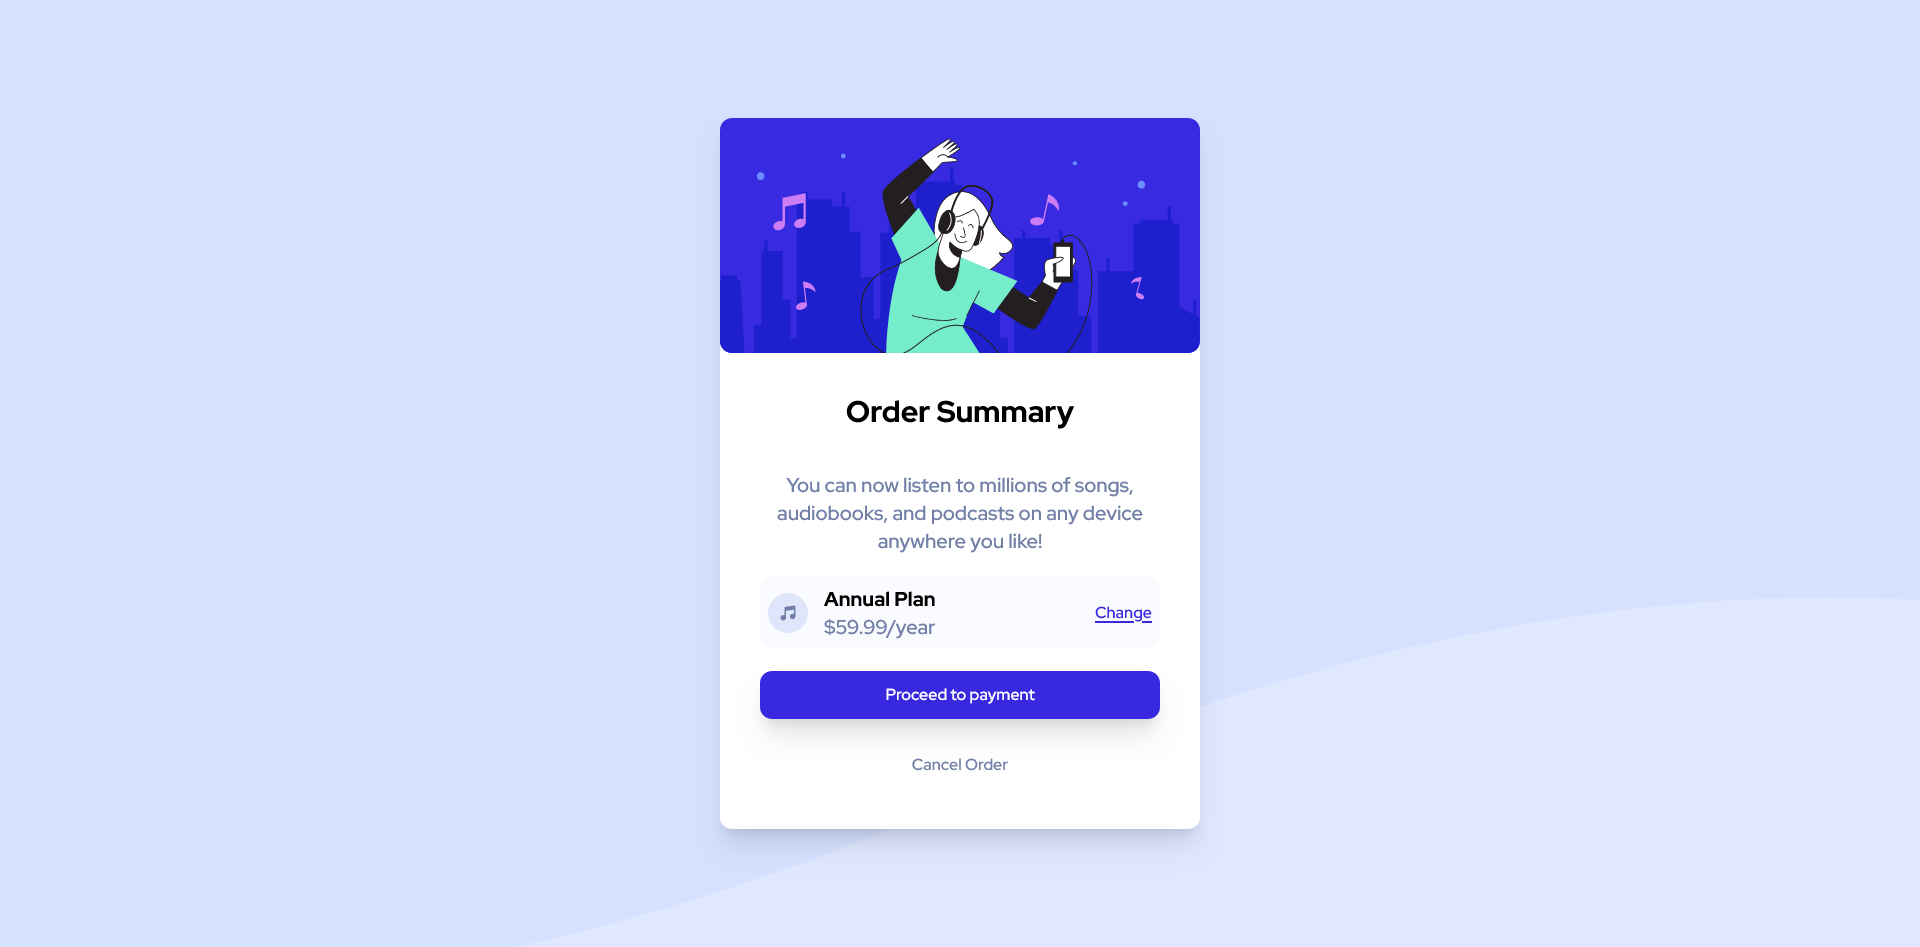 Order Summary
You can now listen to millions of songs,
audiobooks, and podcasts on any device
anywhere you like!
Annual Plan
$59.99/year
Change
Proceed to payment
Cancel Order